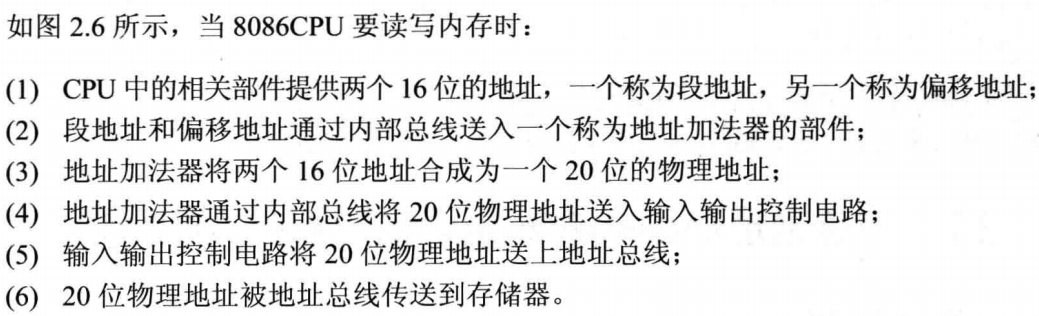 如图 2.6 所示，当 8086CPU 要读写内存时：
(1) CPU 中的相关部件提供两个 16 位的地址，一个称为段地址，另一个称为偏移地址；
(2) 段地址和偏移地址通过内部总线送入一个称为地址加法器的部件；
(3) 地址加法器将两个 16 位地址合成为一个 20 位的物理地址；
(4) 地址加法器通过内部总线将 20 位物理地址送入输入输出控制电路；
(5) 输入输出控制电路将 20 位物理地址送上地址总线；
(6) 20 位物理地址被地址总线传送到存储器。